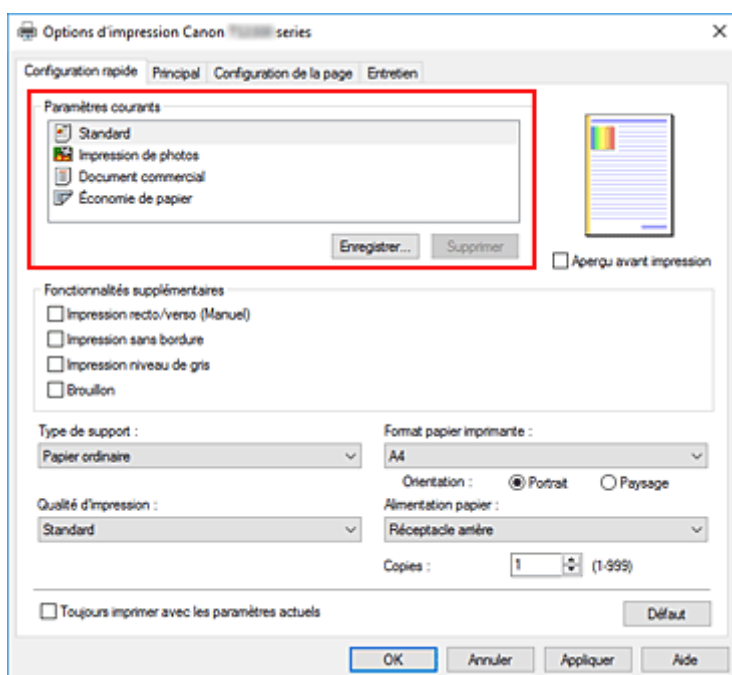 Options d'impression Canon series
Configuration rapide Principal Configuration de la page Entretien
Paramètres courants
Standard
Impression de photos
Document commercial
Économie de papier
Enregistrer... Supprimer
Aperçu avant impression
Fonctionnalités supplémentaires
Impression recto/verso (Manuel)
Impression sans bordure
Impression niveau de gris
Brouillon
Type de support :
Papier ordinaire
Format papier imprimante :
A4
Orientation : Portrait Paysage
Qualité d'impression :
Standard
Alimentation papier :
Réceptacle arrière
Copies : 1 (1-999)
Toujours imprimer avec les paramètres actuels
Défaut
OK Annuler Appliquer Aide